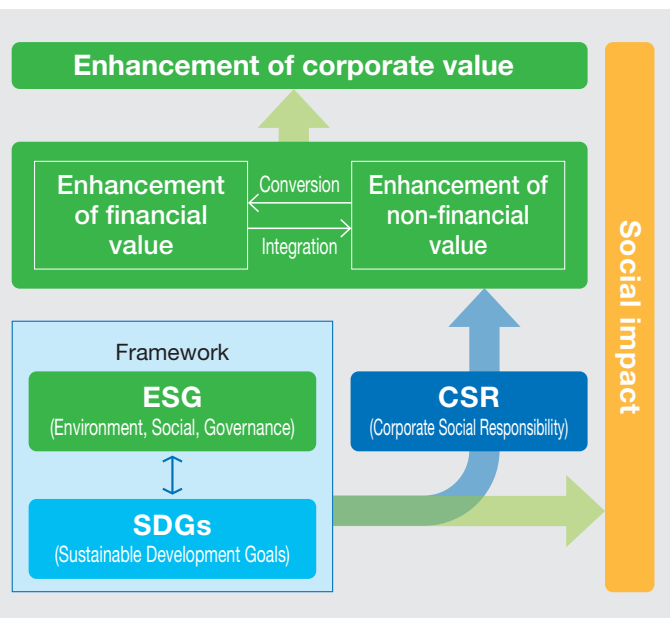 Enhancement of corporate value
Enhancement
of financial
value
Conversion
Integration
Enhancement of
non-financial
value
Social impact
Framework
ESG
(Environment, Social, Governance)
SDGs
(Sustainable Development Goals)
CSR
(Corporate Social Responsibility)